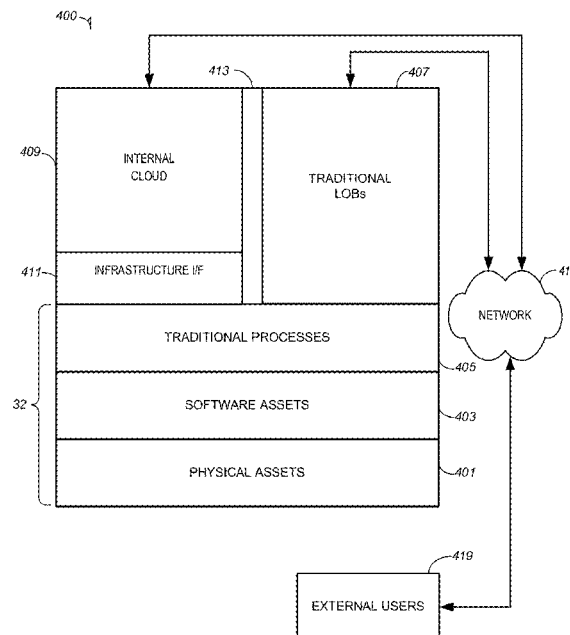 400
413
407
409
INTERNAL
CLOUD
TRADITIONAL
LOBs
411
INFRASTRUCTURE I/F
NETWORK
TRADITIONAL PROCESSES
405
32
SOFTWARE ASSETS
403
PHYSICAL ASSETS
401
419
EXTERNAL USERS